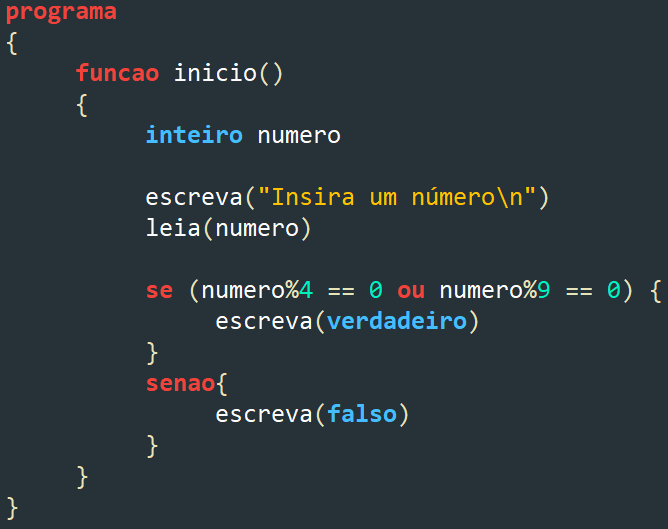 programa
{
funcao inicio()
{
inteiro numero
escreva("Insira um número\n")
leia(numero)
se (numero%4 == 0 ou numero%9 == 0) {
escreva(verdadeiro)
}
senao{
escreva(falso)
}
}
}